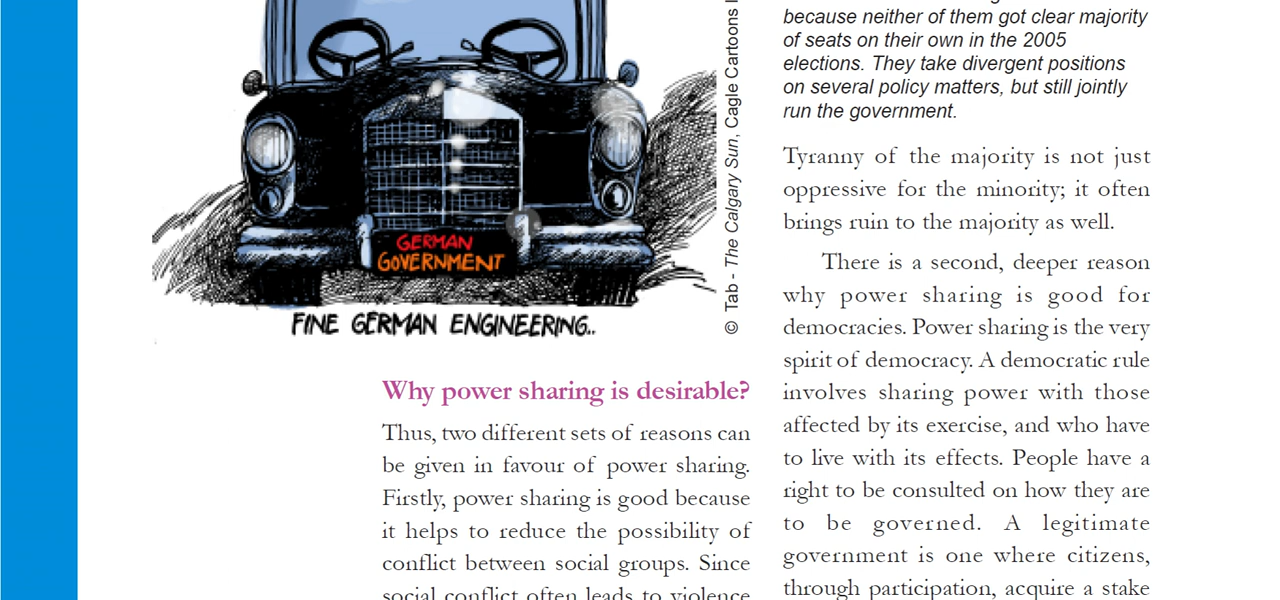 GERMAN
GOVERNMENT
FINE GERMAN ENGINEERING..
© Tab - The Calgary Sun, Cagle Cartoons
Why power sharing is desirable?
Thus, two different sets of reasons can
be given in favour of power sharing.
Firstly, power sharing is good because
it helps to reduce the possibility of
conflict between social groups. Since
social conflict often leads to violence
because neither of them got clear majority
of seats on their own in the 2005
elections. They take divergent positions
on several policy matters, but still jointly
run the government.
Tyranny of the majority is not just
oppressive for the minority; it often
brings ruin to the majority as well.
There is a second, deeper reason
why power sharing is good for
democracies. Power sharing is the very
spirit of democracy. A democratic rule
involves sharing power with those
affected by its exercise, and who have
to live with its effects. People have a
right to be consulted on how they are
to be governed. A legitimate
government is one where citizens,
through participation, acquire a stake